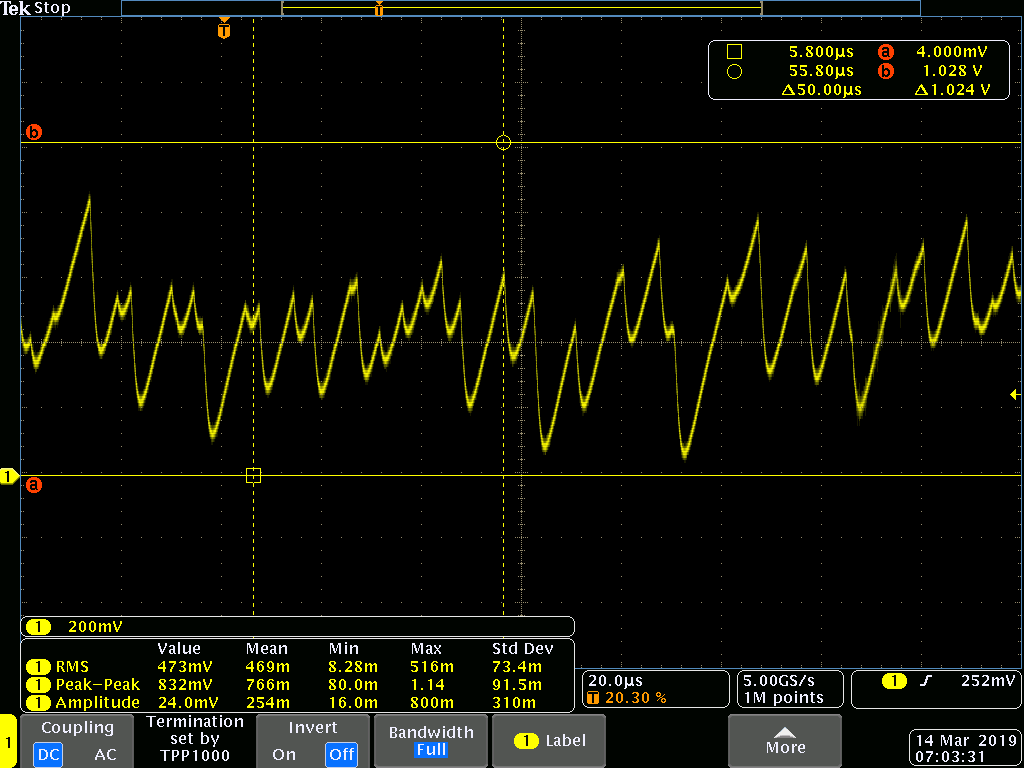 Tek Stop
T
T
5.800µs a 4.000mV
55.80µs b 1.028 V
Δ50.00µs Δ1.024 V
b
1
a
1 200mV
Value Mean Min Max Std Dev
1 RMS 473mV 469m 8.28m 516m 73.4m
1 Peak-Peak 832mV 766m 80.0m 1.14 91.5m
1 Amplitude 24.0mV 254m 16.0m 800m 310m
20.0µs
T 20.30 %
5.00GS/s
1M points
1 252mV
1
Coupling
DC AC
Termination
set by
TPP1000
Invert
On Off
Bandwidth
Full
1 Label
More
14 Mar 2019
07:03:31